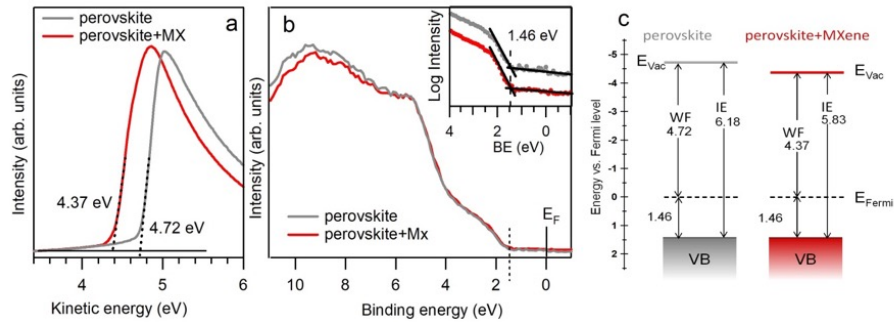 a
perovskite
perovskite+MX
4.37 eV
4.72 eV
Intensity (arb. units)
4
5
6
Kinetic energy (eV)
b
1.46 eV
Log Intensity
4
2
0
BE (eV)
perovskite
perovskite+Mx
E_F
Intensity (arb. units)
10
8
6
4
2
0
Binding energy (eV)
c
perovskite
perovskite+MXene
E_Vac
E_Vac
-5
-4
-3
-2
-1
0
1
2
Energy vs. Fermi level
WF
4.72
IE
6.18
WF
4.37
IE
5.83
E_Fermi
1.46
1.46
VB
VB